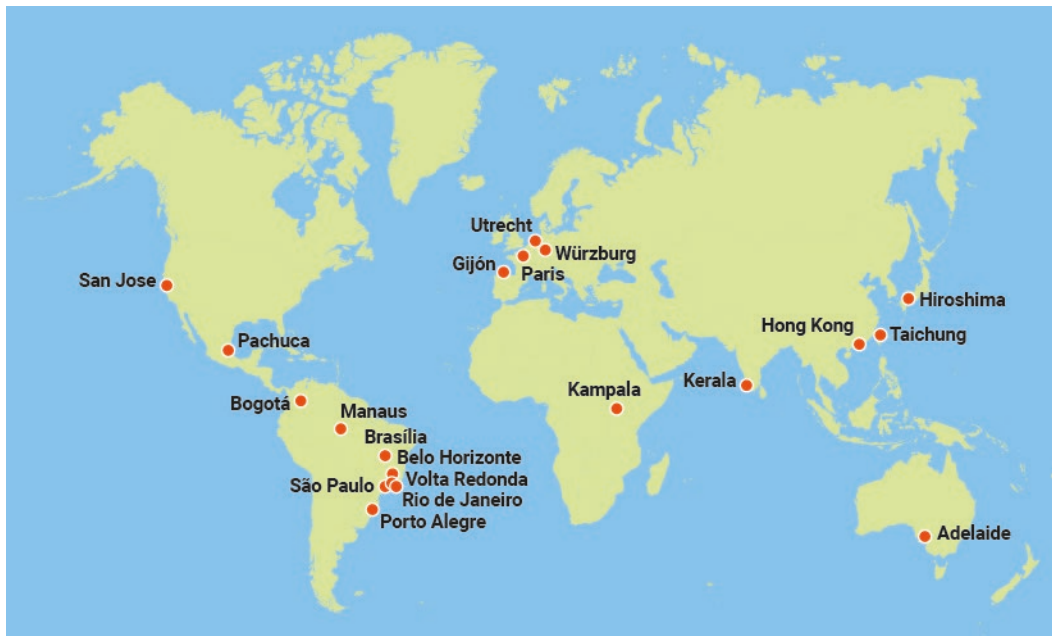 Utrecht
Würzburg
Gijón
Paris
San Jose
Hiroshima
Hong Kong
Taichung
Pachuca
Kerala
Kampala
Bogotá
Manaus
Brasília
Belo Horizonte
Volta Redonda
São Paulo
Rio de Janeiro
Porto Alegre
Adelaide